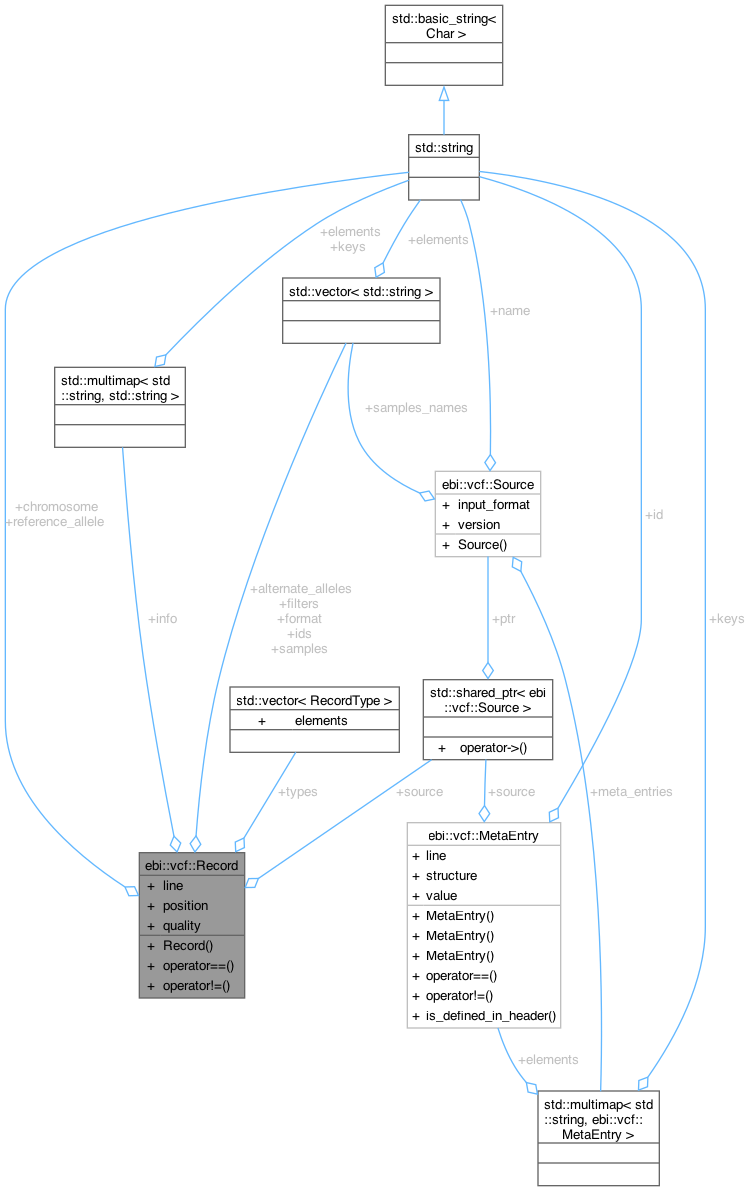 std::basic_string<
Char >
std::string
+elements
+keys
+elements
std::vector< std::string >
+name
std::multimap< std
::string, std::string >
+samples_names
ebi::vcf::Source
+ input_format
+ version
+ Source()
+chromosome
+reference_allele
+id
+alternate_alleles
+filters
+format
+ids
+samples
+info
+ptr
+keys
std::vector< RecordType >
+ elements
std::shared_ptr< ebi
::vcf::Source >
+ operator->()
+types
+source
+source
+meta_entries
ebi::vcf::Record
+ line
+ position
+ quality
+ Record()
+ operator==()
+ operator!=()
ebi::vcf::MetaEntry
+ line
+ structure
+ value
+ MetaEntry()
+ MetaEntry()
+ MetaEntry()
+ operator==()
+ operator!=()
+ is_defined_in_header()
+elements
std::multimap< std
::string, ebi::vcf::
MetaEntry >